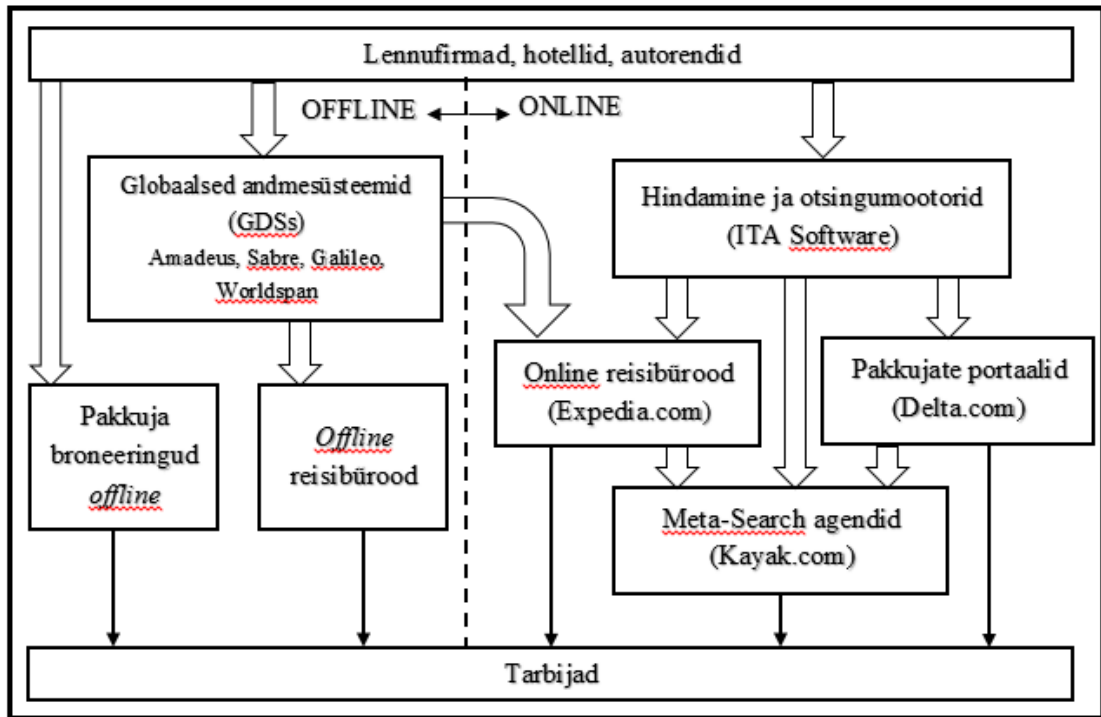 Lennufirmad, hotellid, autorendid
OFFLINE
ONLINE
Globaalsed andmesüsteemid
(GDSs)
Amadeus, Sabre, Galileo,
Worldspan
Hindamine ja otsingumootorid
(ITA Software)
Online reisibürood
(Expedia.com)
Pakkujate portaalid
(Delta.com)
Pakkuja
broneeringud
offline
Offline
reisibürood
Meta-Search agendid
(Kayak.com)
Tarbijad